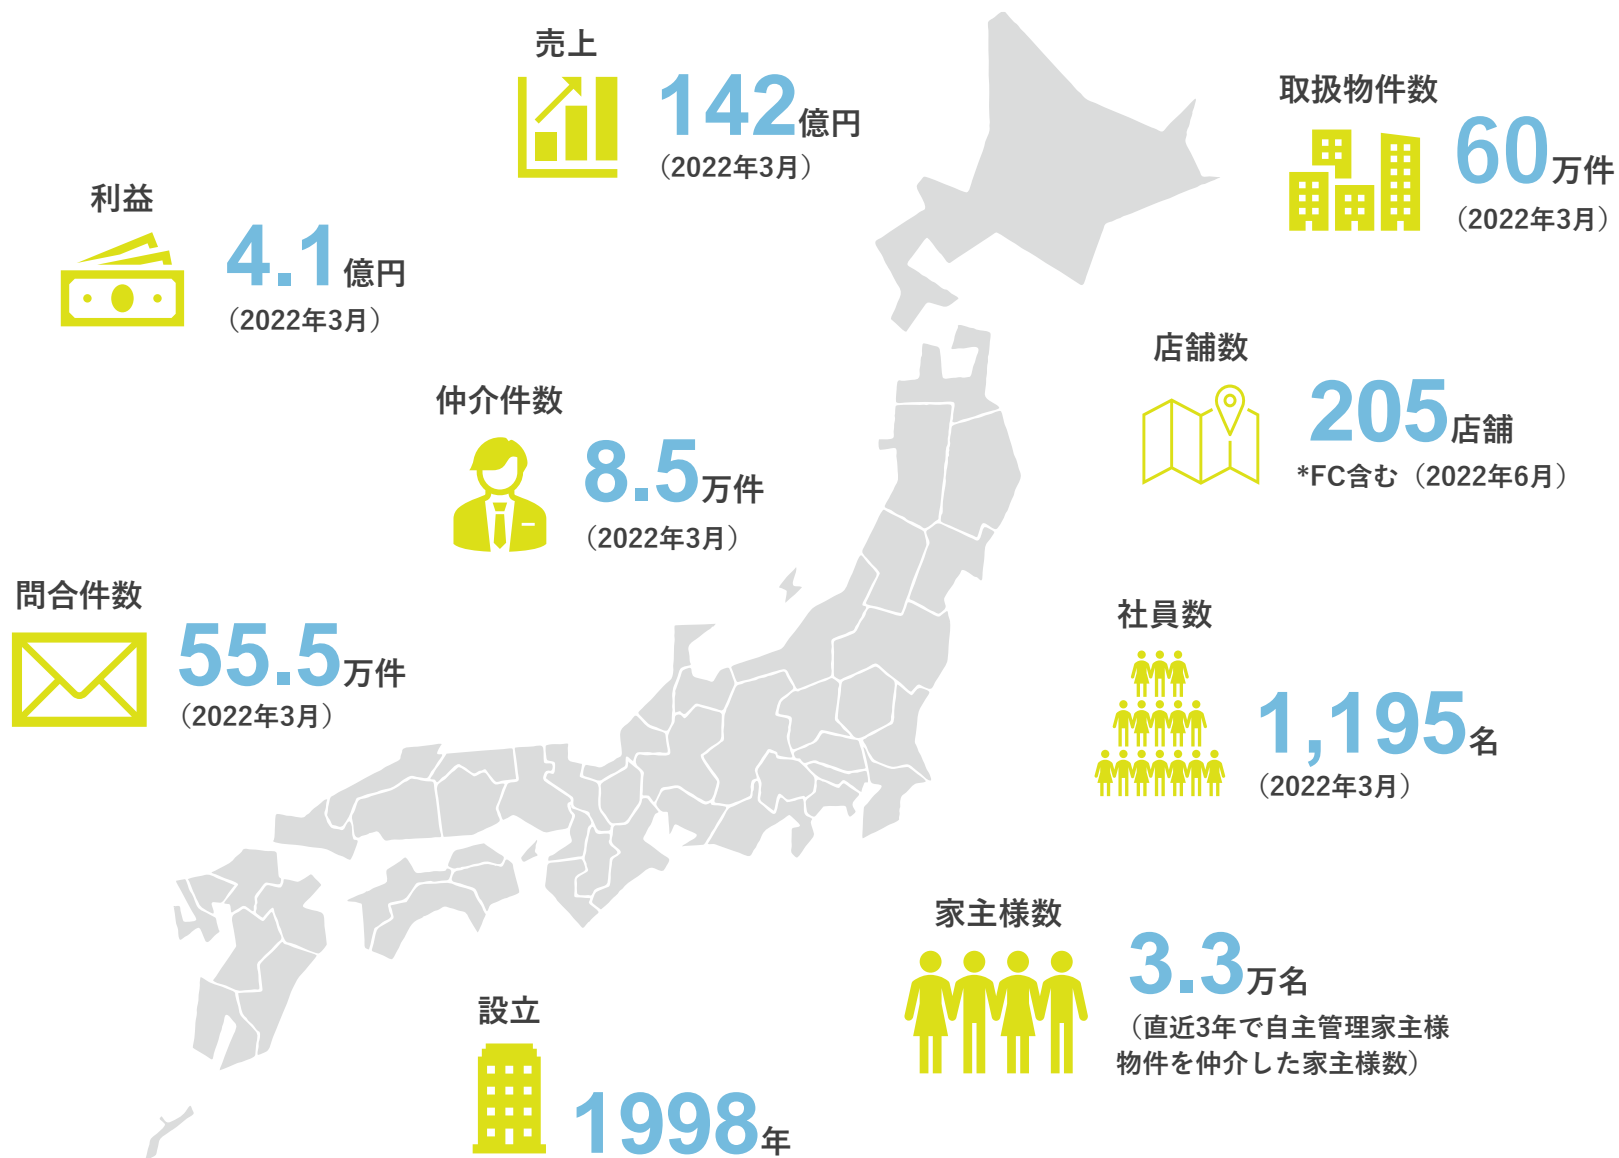 売上
142億円
（2022年3月）
取扱物件数
60万件
（2022年3月）
利益
4.1億円
（2022年3月）
店舗数
205店舗
*FC含む（2022年6月）
仲介件数
8.5万件
（2022年3月）
問合件数
55.5万件
（2022年3月）
社員数
1,195名
（2022年3月）
家主様数
3.3万名
（直近3年で自主管理家主様
物件を仲介した家主様数）
設立
1998年